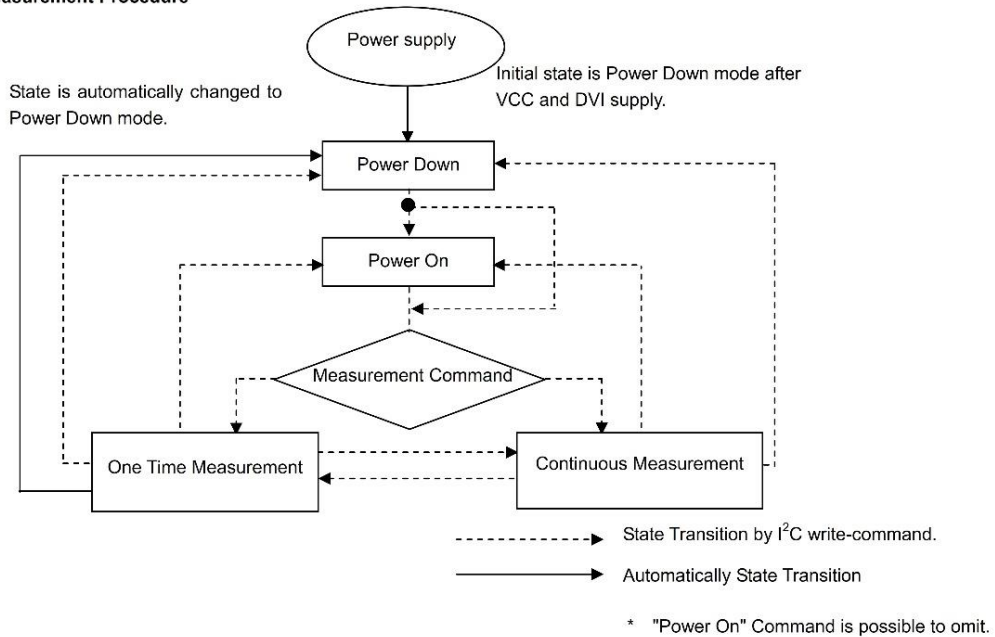 Power supply
State is automatically changed to
Power Down mode.
Initial state is Power Down mode after
VCC and DVI supply.
Power Down
Power On
Measurement Command
One Time Measurement
Continuous Measurement
State Transition by I²C write-command.
Automatically State Transition
* "Power On" Command is possible to omit.